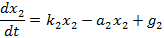 dx₂/dt = k₂x₂ − a₂x₂ + g₂